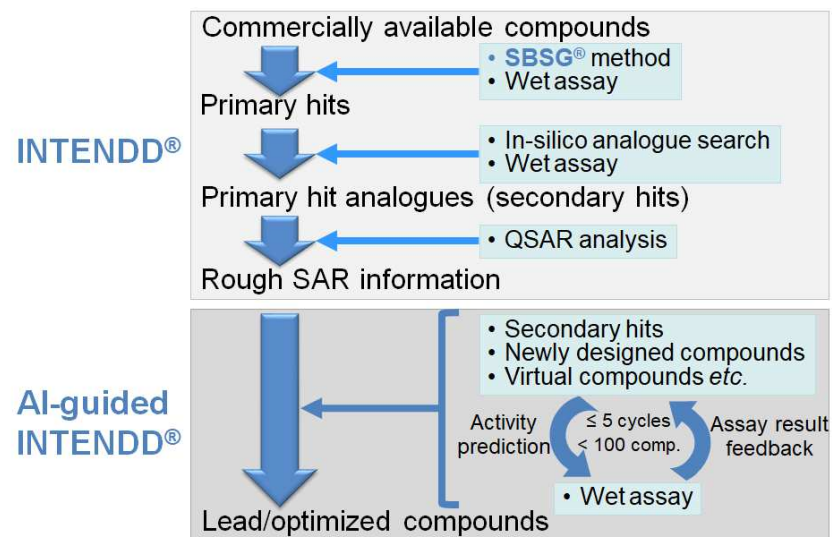 Commercially available compounds
• SBSG® method
• Wet assay
Primary hits
INTENDD®
• In-silico analogue search
• Wet assay
Primary hit analogues (secondary hits)
• QSAR analysis
Rough SAR information
• Secondary hits
• Newly designed compounds
• Virtual compounds etc.
AI-guided
INTENDD®
Activity
prediction
≤ 5 cycles
< 100 comp.
Assay result
feedback
• Wet assay
Lead/optimized compounds